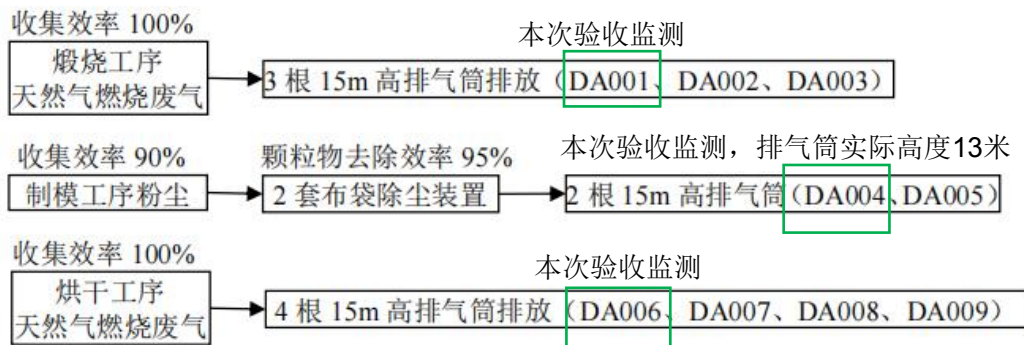 收集效率 100%
本次验收监测
煅烧工序
天然气燃烧废气
3 根 15m 高排气筒排放（DA001、DA002、DA003）
收集效率 90%
颗粒物去除效率 95%
本次验收监测，排气筒实际高度13米
制模工序粉尘
2 套布袋除尘装置
2 根 15m 高排气筒（DA004、DA005）
收集效率 100%
本次验收监测
烘干工序
天然气燃烧废气
4 根 15m 高排气筒排放（DA006、DA007、DA008、DA009）